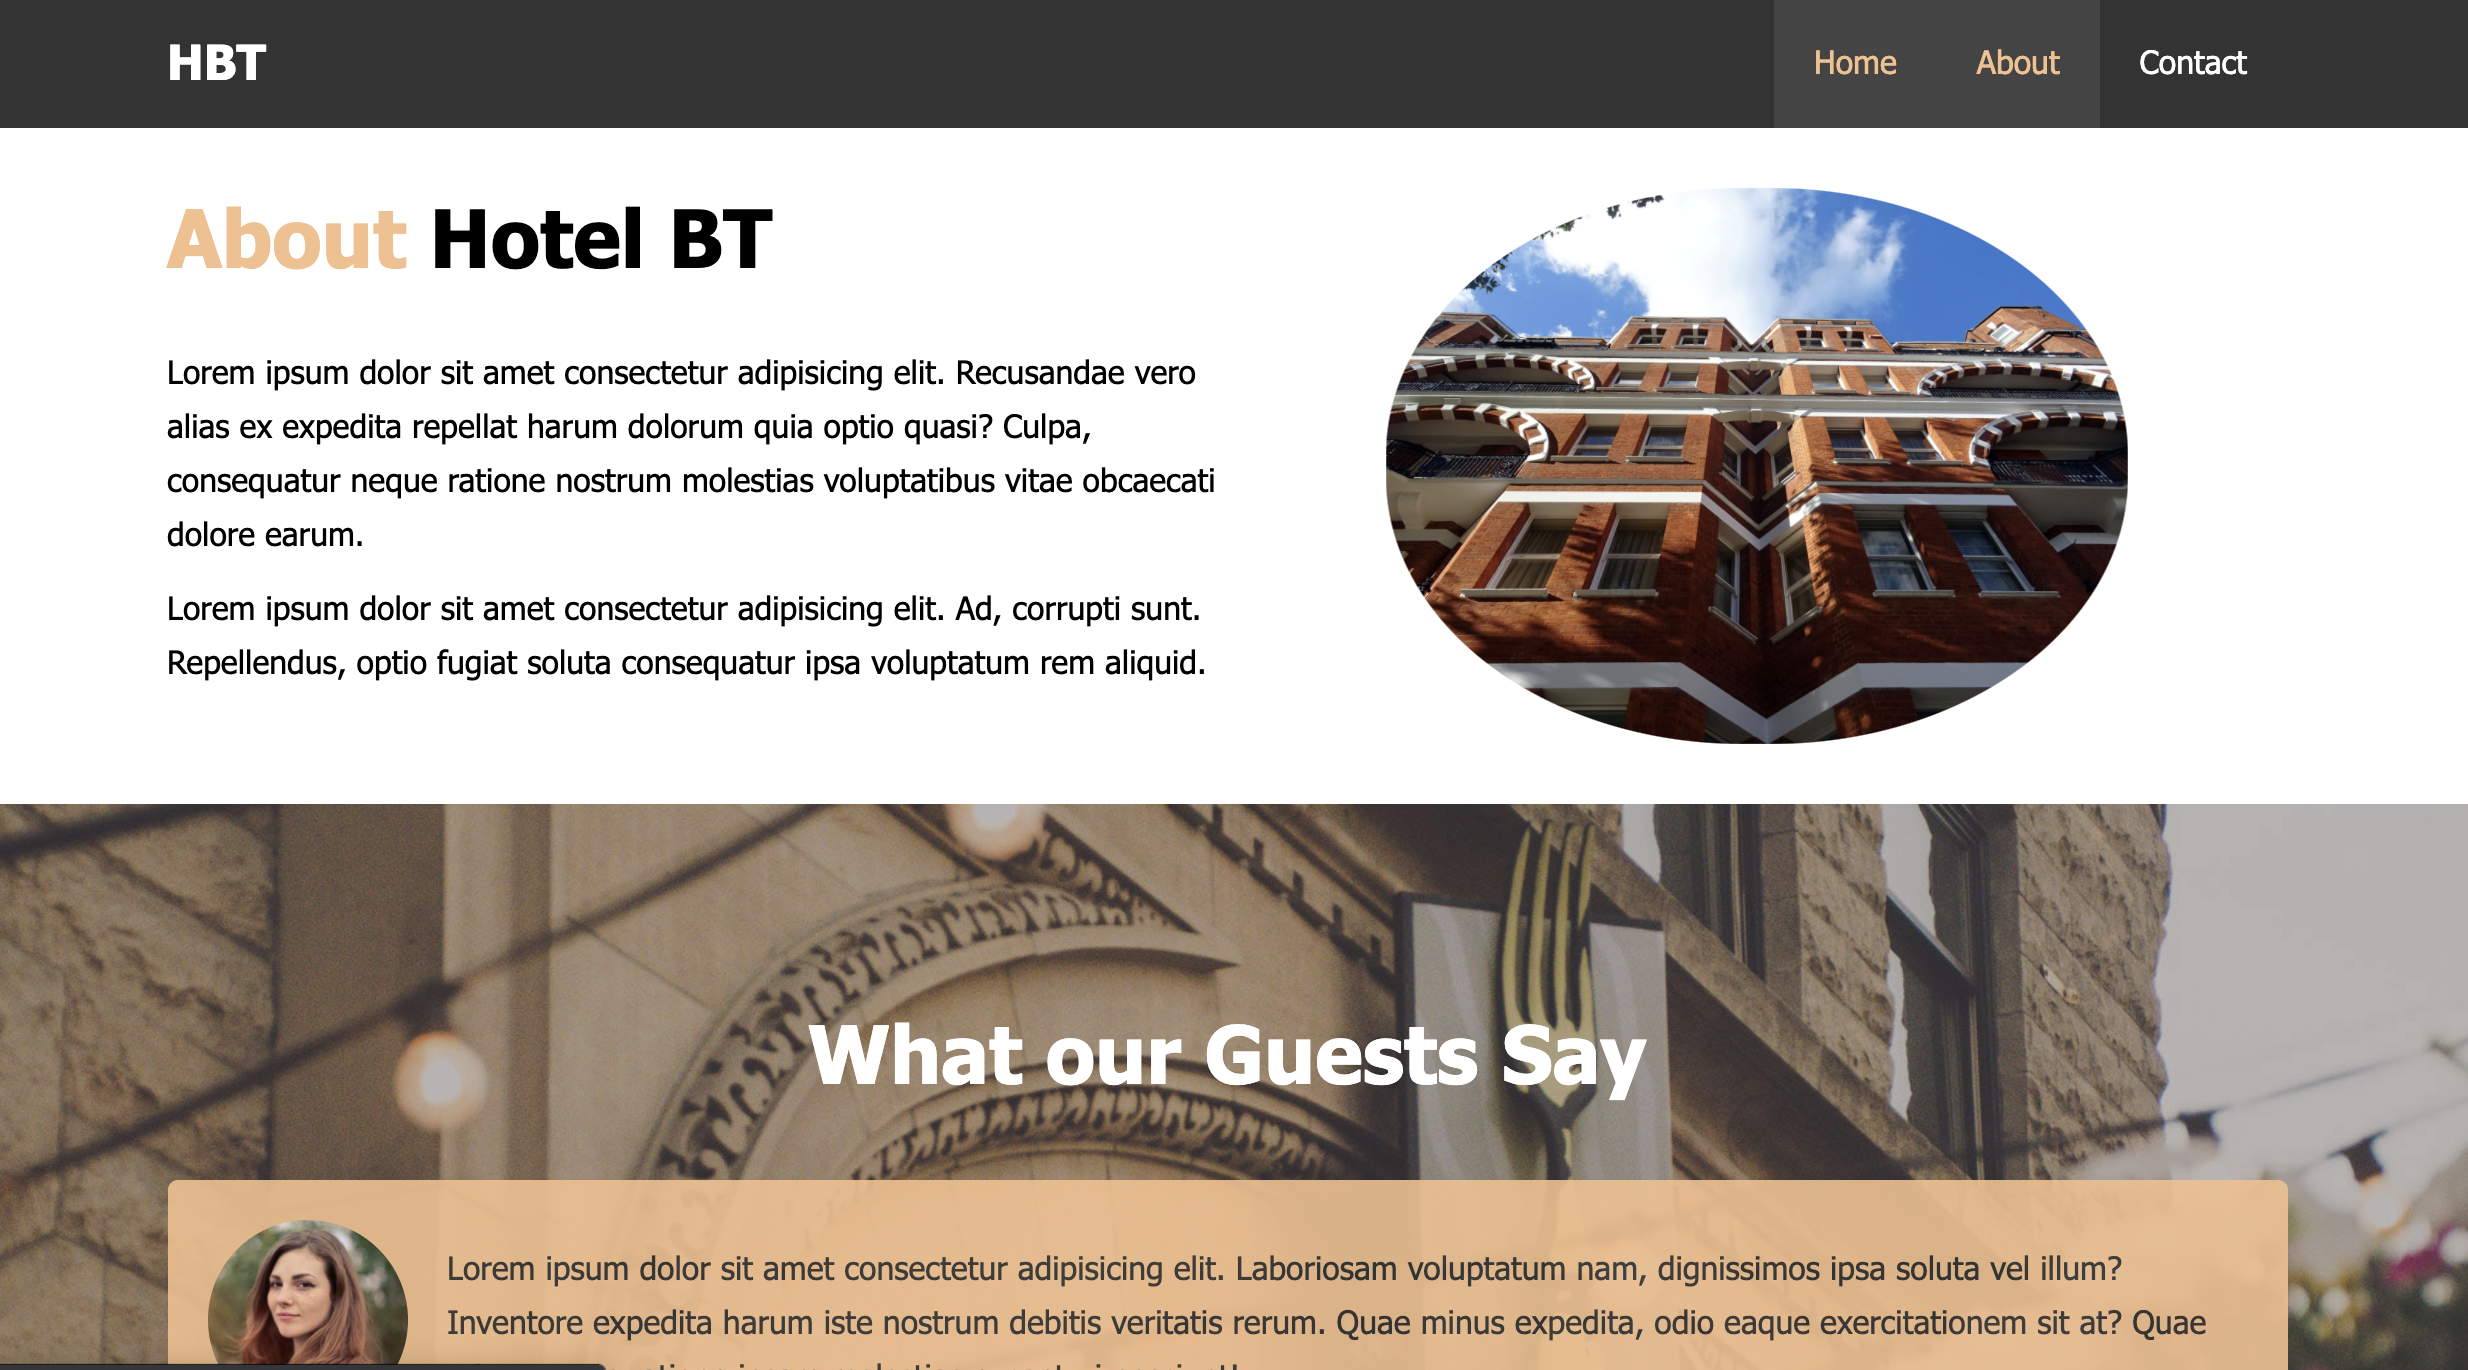 HBT
Home About Contact
About Hotel BT
Lorem ipsum dolor sit amet consectetur adipisicing elit. Recusandae vero
alias ex expedita repellat harum dolorum quia optio quasi? Culpa,
consequatur neque ratione nostrum molestias voluptatibus vitae obcaecati
dolore earum.
Lorem ipsum dolor sit amet consectetur adipisicing elit. Ad, corrupti sunt.
Repellendus, optio fugiat soluta consequatur ipsa voluptatum rem aliquid.
What our Guests Say
Lorem ipsum dolor sit amet consectetur adipisicing elit. Laboriosam voluptatum nam, dignissimos ipsa soluta vel illum?
Inventore expedita harum iste nostrum debitis veritatis rerum. Quae minus expedita, odio eaque exercitationem sit at? Quae